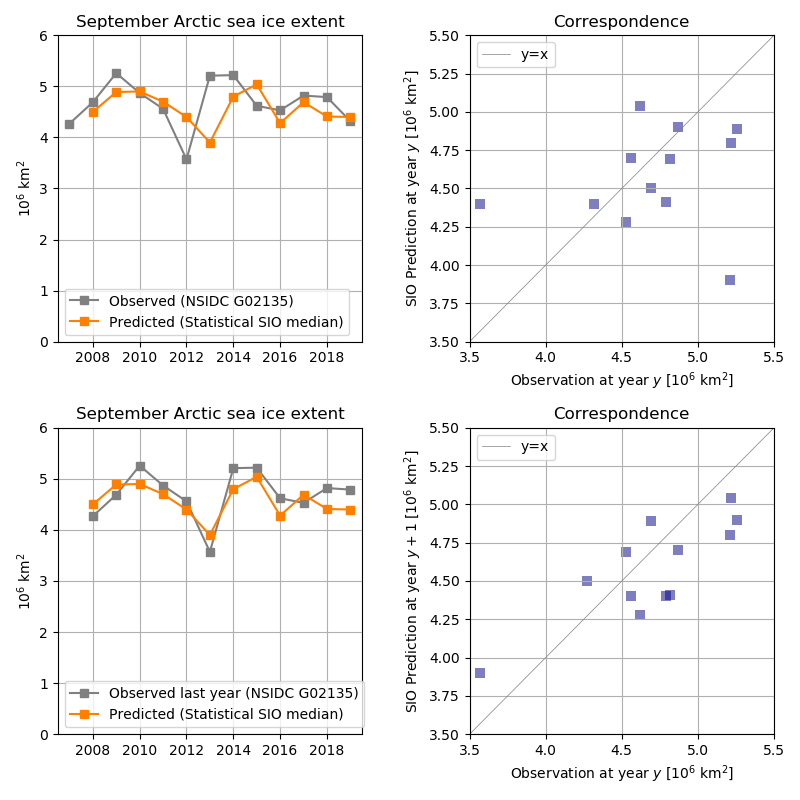 September Arctic sea ice extent
6
5
4
3
2
1
0
10⁶ km²
Observed (NSIDC G02135)
Predicted (Statistical SIO median)
2008 2010 2012 2014 2016 2018
Correspondence
y=x
5.50
5.25
5.00
4.75
4.50
4.25
4.00
3.75
3.50
SIO Prediction at year y [10⁶ km²]
3.5 4.0 4.5 5.0 5.5
Observation at year y [10⁶ km²]
September Arctic sea ice extent
6
5
4
3
2
1
0
10⁶ km²
Observed last year (NSIDC G02135)
Predicted (Statistical SIO median)
2008 2010 2012 2014 2016 2018
Correspondence
y=x
5.50
5.25
5.00
4.75
4.50
4.25
4.00
3.75
3.50
SIO Prediction at year y + 1 [10⁶ km²]
3.5 4.0 4.5 5.0 5.5
Observation at year y [10⁶ km²]